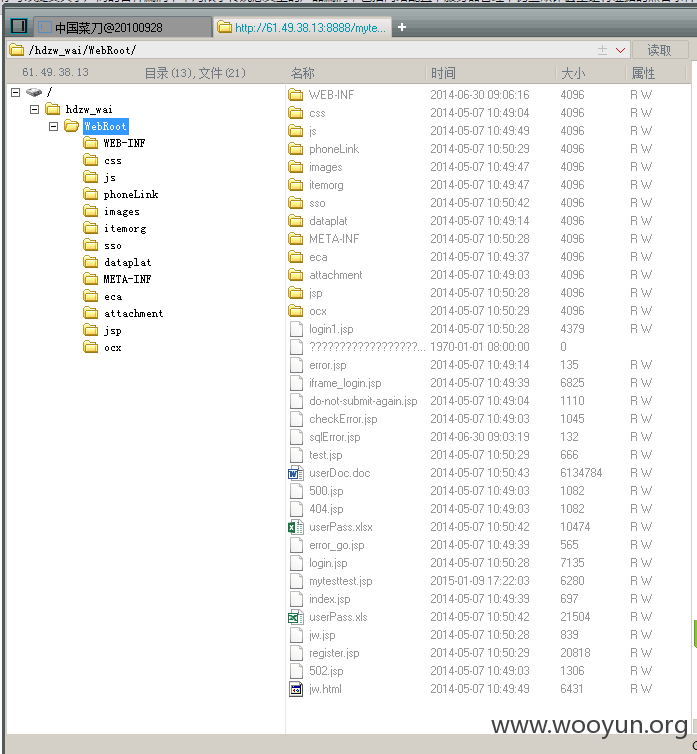 中国菜刀@20100928
http://61.49.38.13:8888/myte...
/hdzw_wai/WebRoot/ 读取
61.49.38.13 目录(13),文件(21) 名称 时间 大小 属性
/
hdzw_wai
WebRoot
WEB-INF
css
js
phoneLink
images
itemorg
sso
dataplat
META-INF
eca
attachment
jsp
ocx
WEB-INF 2014-06-30 09:06:16 4096 R W
css 2014-05-07 10:50:29 4096 R W
js 2014-05-07 10:49:49 4096 R W
phoneLink 2014-05-07 10:50:29 4096 R W
images 2014-05-07 10:49:47 4096 R W
itemorg 2014-05-07 10:49:47 4096 R W
sso 2014-05-07 10:50:42 4096 R W
dataplat 2014-05-07 10:49:14 4096 R W
META-INF 2014-05-07 10:50:28 4096 R W
eca 2014-05-07 10:49:37 4096 R W
attachment 2014-05-07 10:49:03 4096 R W
jsp 2014-05-07 10:50:28 4096 R W
ocx 2014-05-07 10:50:29 4096 R W
login1.jsp 2014-05-07 10:50:28 4379 R W
???????????????????... 1970-01-01 08:00:00 0
error.jsp 2014-05-07 10:49:14 135 R W
iframe_login.jsp 2014-05-07 10:49:39 6825 R W
do-not-submit-again.jsp 2014-05-07 10:49:04 1110 R W
checkError.jsp 2014-05-07 10:49:03 1045 R W
sqlError.jsp 2014-06-30 09:03:19 132 R W
test.jsp 2014-05-07 10:50:29 666 R W
userDoc.doc 2014-05-07 10:50:43 6134784 R W
500.jsp 2014-05-07 10:49:03 1082 R W
404.jsp 2014-05-07 10:49:03 1082 R W
userPass.xlsx 2014-05-07 10:50:42 10474 R W
error_go.jsp 2014-05-07 10:49:39 565 R W
login.jsp 2014-05-07 10:50:28 7135 R W
mytesttest.jsp 2015-01-09 17:22:03 6280 R W
index.jsp 2014-05-07 10:49:39 697 R W
userPass.xls 2014-05-07 10:50:42 21504 R W
jw.jsp 2014-05-07 10:50:28 839 R W
register.jsp 2014-05-07 10:50:29 20818 R W
502.jsp 2014-05-07 10:49:03 1306 R W
jw.html 2014-05-07 10:49:49 6431 R W
www.wooyun.org